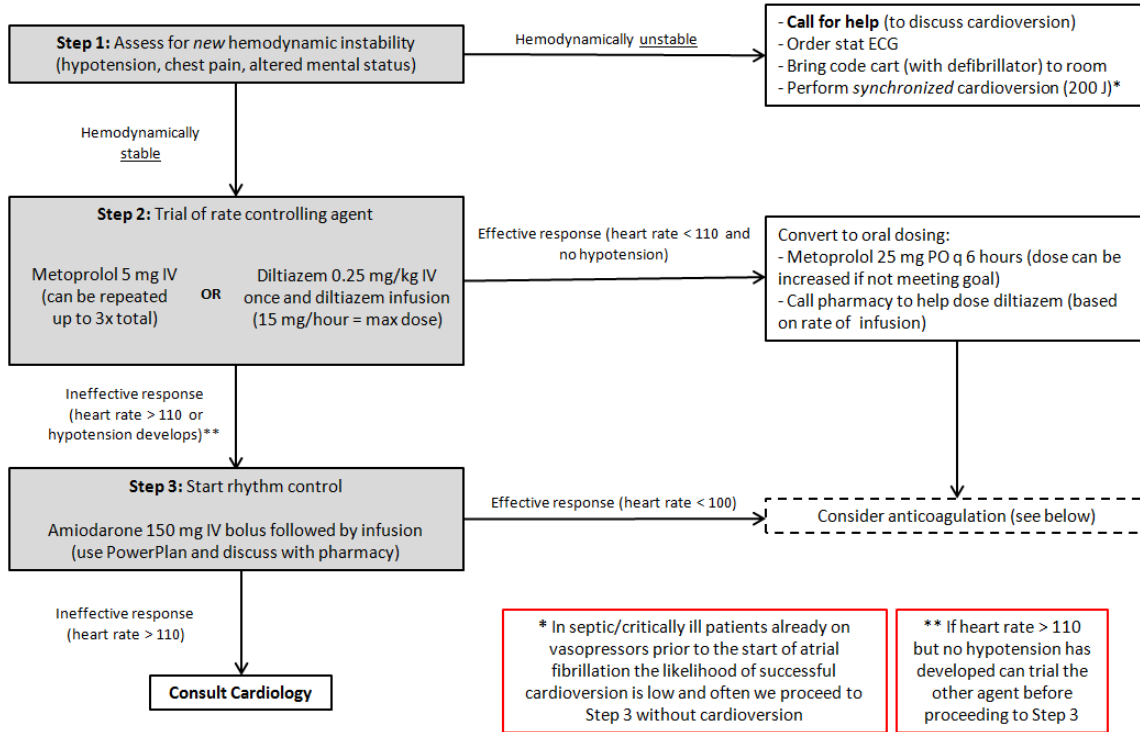 Step 1: Assess for new hemodynamic instability
(hypotension, chest pain, altered mental status)
Hemodynamically unstable
- Call for help (to discuss cardioversion)
- Order stat ECG
- Bring code cart (with defibrillator) to room
- Perform synchronized cardioversion (200 J)*
Hemodynamically
stable
Step 2: Trial of rate controlling agent
Metoprolol 5 mg IV
(can be repeated
up to 3x total)
OR
Diltiazem 0.25 mg/kg IV
once and diltiazem infusion
(15 mg/hour = max dose)
Effective response (heart rate < 110 and
no hypotension)
Convert to oral dosing:
- Metoprolol 25 mg PO q 6 hours (dose can be
increased if not meeting goal)
- Call pharmacy to help dose diltiazem (based
on rate of infusion)
Ineffective response
(heart rate > 110 or
hypotension develops)**
Step 3: Start rhythm control
Amiodarone 150 mg IV bolus followed by infusion
(use PowerPlan and discuss with pharmacy)
Effective response (heart rate < 100)
Consider anticoagulation (see below)
Ineffective response
(heart rate > 110)
Consult Cardiology
* In septic/critically ill patients already on
vasopressors prior to the start of atrial
fibrillation the likelihood of successful
cardioversion is low and often we proceed to
Step 3 without cardioversion
** If heart rate > 110
but no hypotension has
developed can trial the
other agent before
proceeding to Step 3